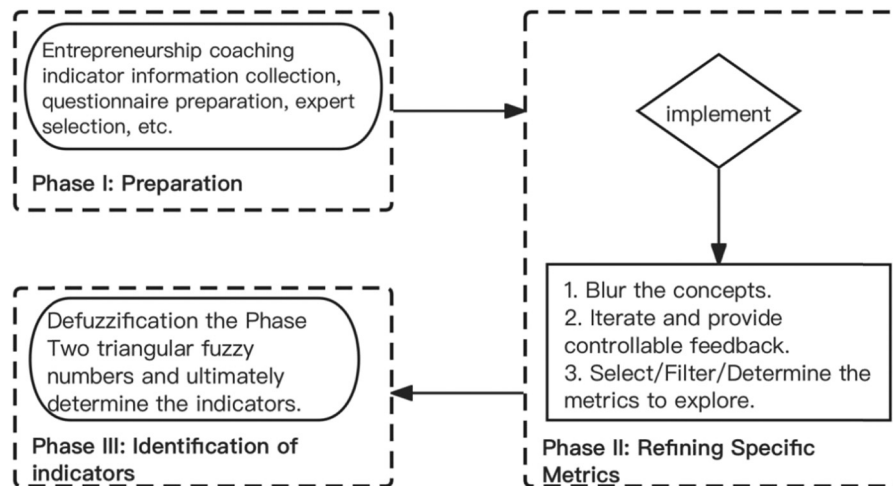 Entrepreneurship coaching
indicator information collection,
questionnaire preparation, expert
selection, etc.
Phase I: Preparation
implement
1. Blur the concepts.
2. Iterate and provide
controllable feedback.
3. Select/Filter/Determine the
metrics to explore.
Phase II: Refining Specific
Metrics
Defuzzification the Phase
Two triangular fuzzy
numbers and ultimately
determine the indicators.
Phase III: Identification of
indicators